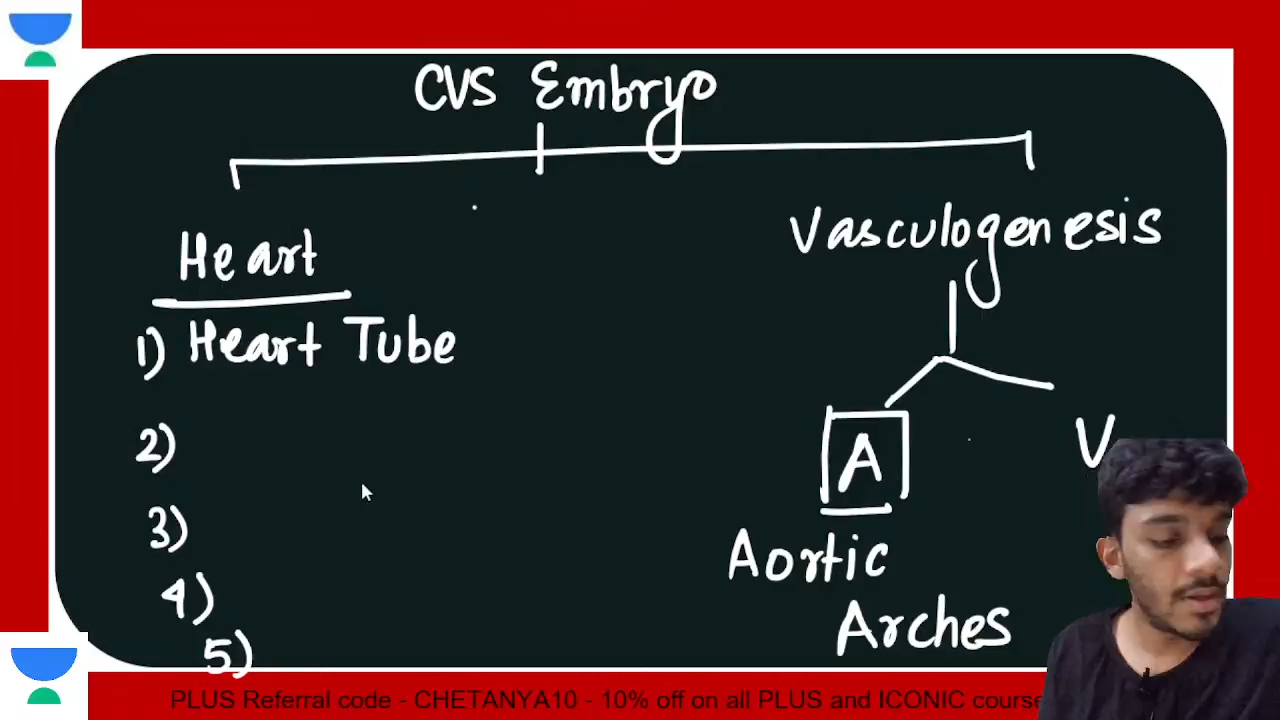 CVS Embryo
Heart
1) Heart Tube
2)
3)
4)
5)
Vasculogenesis
A
V
Aortic
Arches
PLUS Referral code - CHETANYA10 - 10% off on all PLUS and ICONIC course